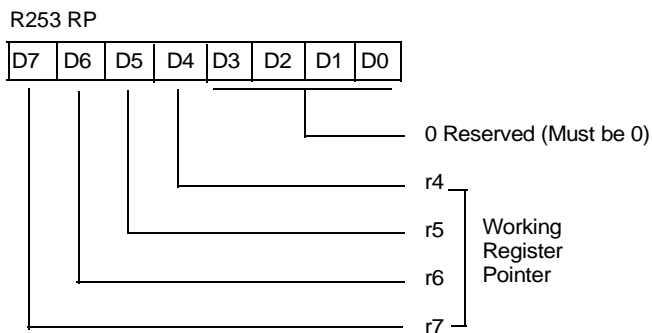 R253 RP
D7 D6 D5 D4 D3 D2 D1 D0
0 Reserved (Must be 0)
r4
r5
r6
r7
Working
Register
Pointer